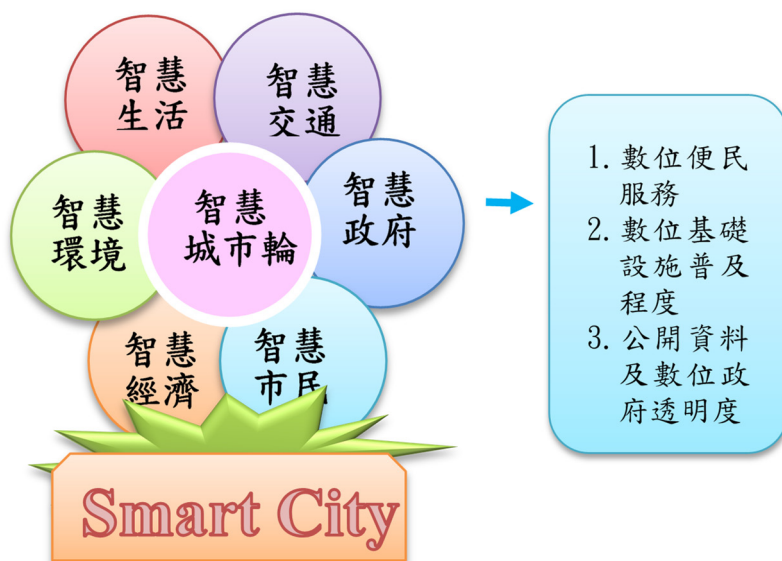 智慧
生活
智慧
交通
智慧
環境
智慧
城市輪
智慧
政府
智慧
經濟
智慧
市民
Smart City
1. 數位便民
服務
2. 數位基礎
設施普及
程度
3. 公開資料
及數位政
府透明度